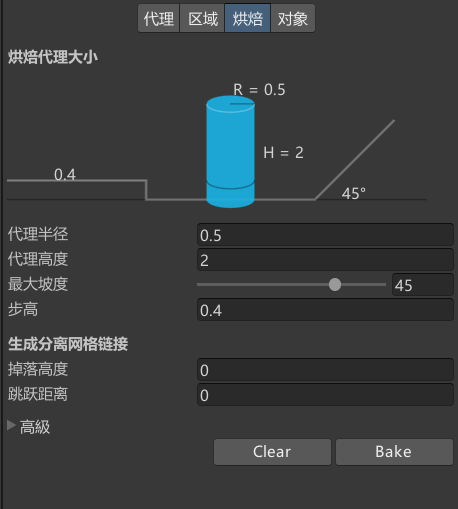 代理 区域 烘焙 对象
烘焙代理大小
R = 0.5
H = 2
0.4
45°
代理半径 0.5
代理高度 2
最大坡度 45
步高 0.4
生成分离网格链接
掉落高度 0
跳跃距离 0
高級
Clear Bake